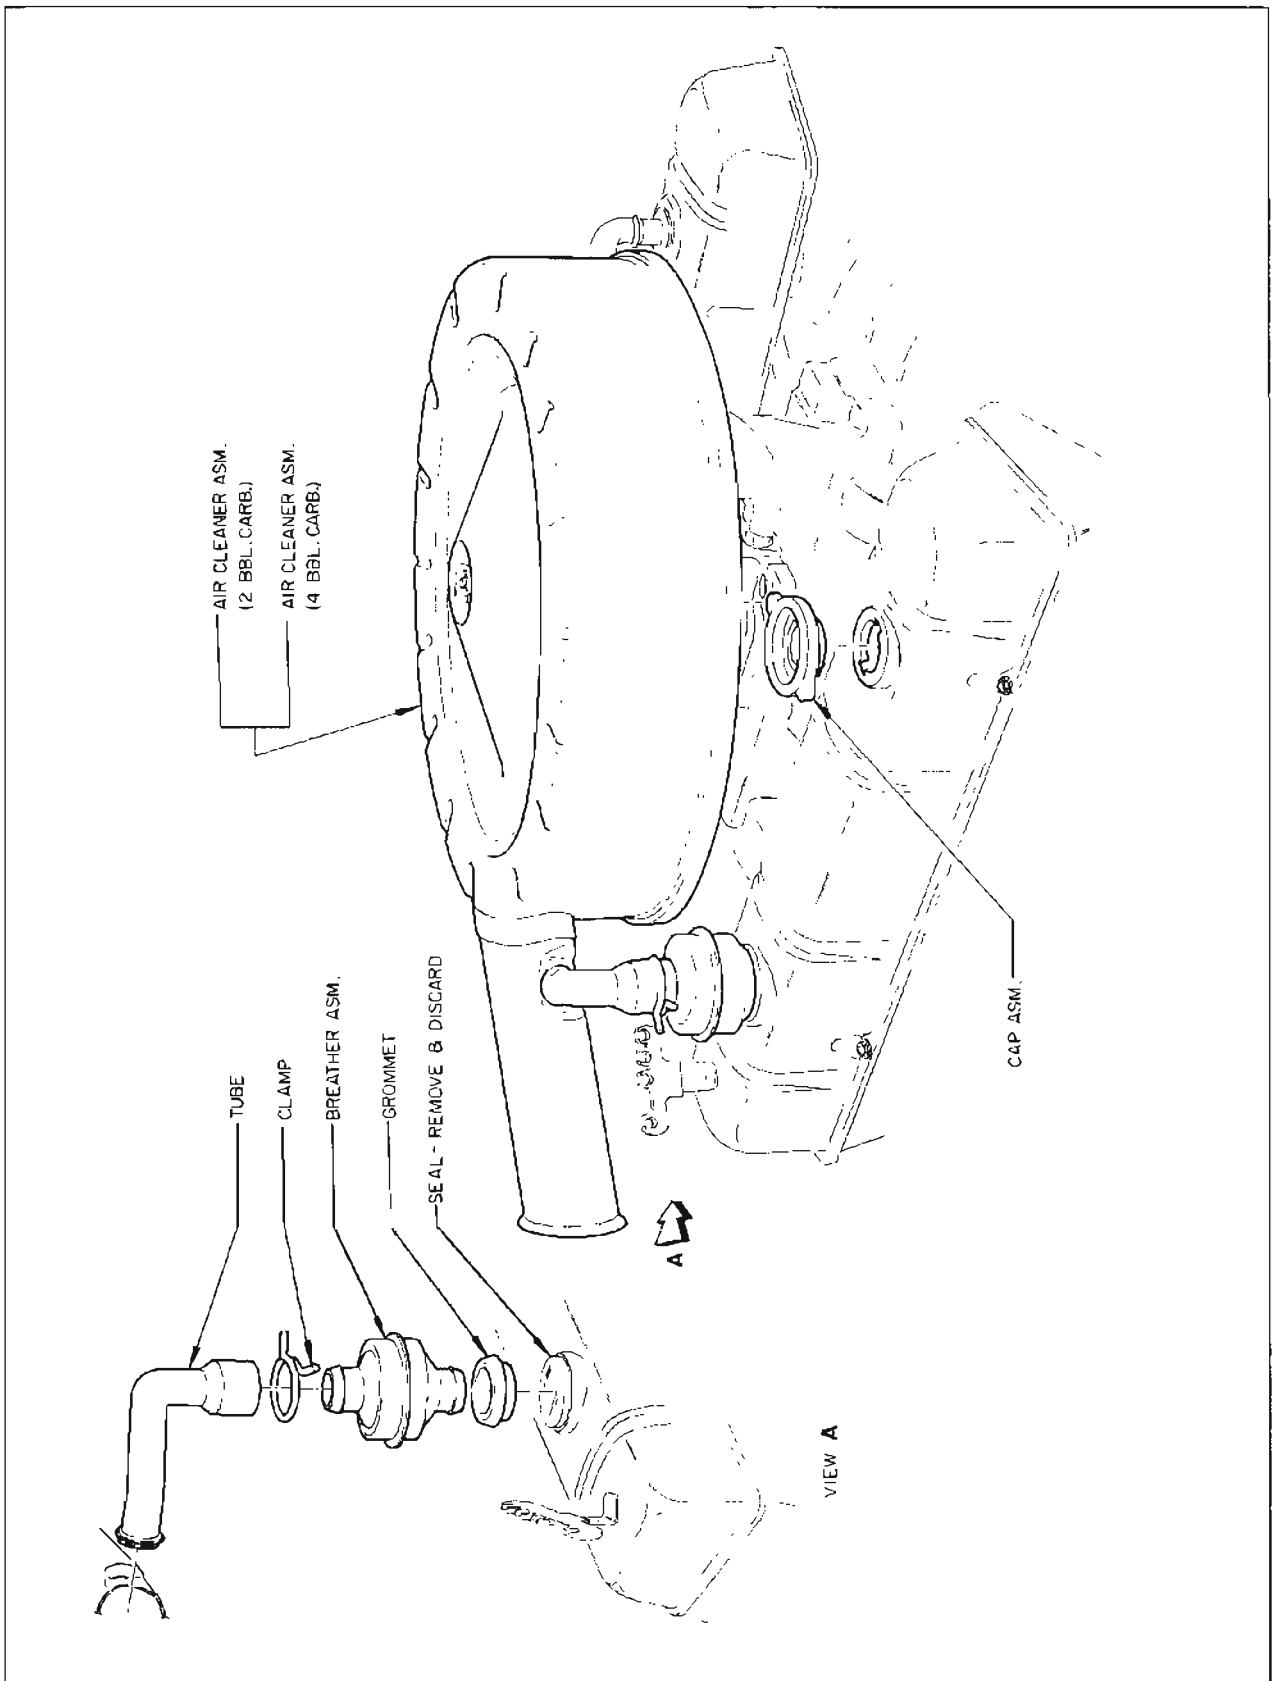 AIR CLEANER ASM.
(2 BBL. CARB.)
AIR CLEANER ASM.
(4 BBL. CARB.)
TUBE
CLAMP
BREATHER ASM.
GROMMET
SEAL - REMOVE & DISCARD
A
CAP ASM.
VIEW A